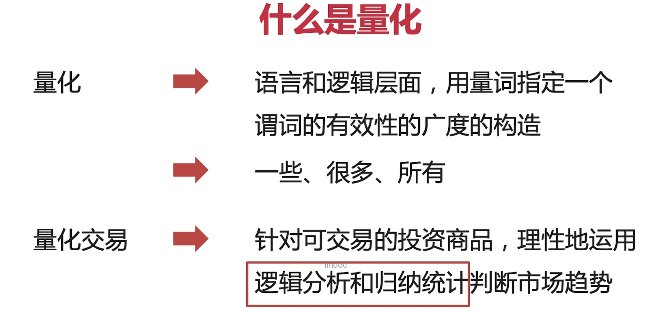 什么是量化
量化
语言和逻辑层面，用量词指定一个
谓词的有效性的广度的构造
一些、很多、所有
量化交易
针对可交易的投资商品，理性地运用
imooc
逻辑分析和归纳统计判断市场趋势